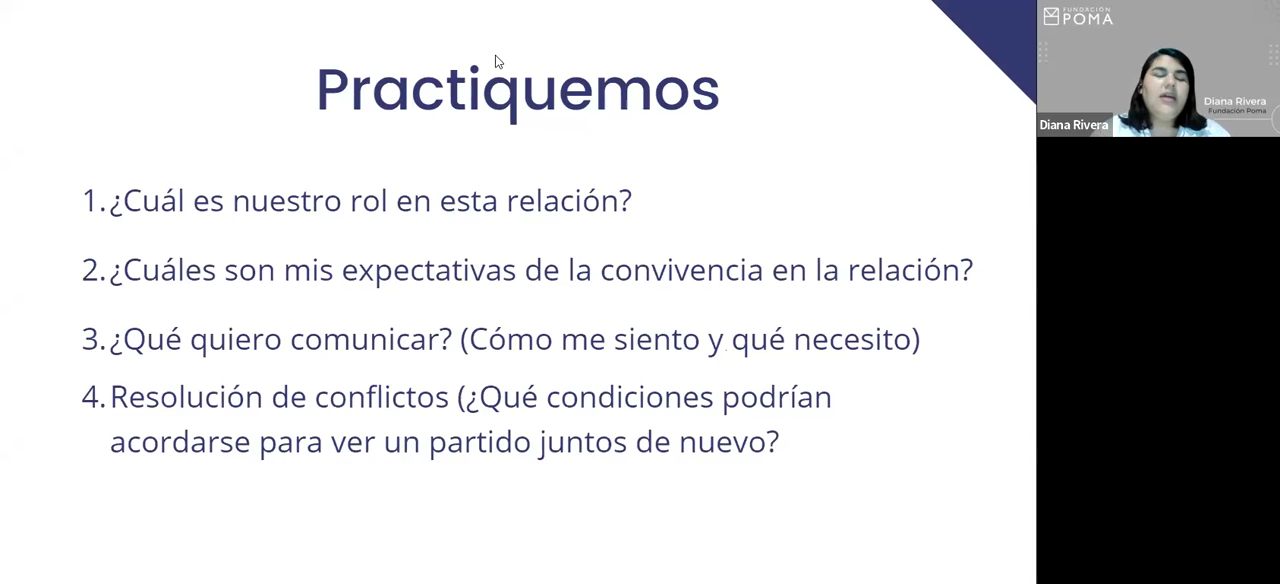 Practiquemos
1.¿Cuál es nuestro rol en esta relación?
2.¿Cuáles son mis expectativas de la convivencia en la relación?
3.¿Qué quiero comunicar? (Cómo me siento y qué necesito)
4.Resolución de conflictos (¿Qué condiciones podrían
acordarse para ver un partido juntos de nuevo?
FUNDACIÓN
POMA
Diana Rivera
Fundación Poma
Diana Rivera